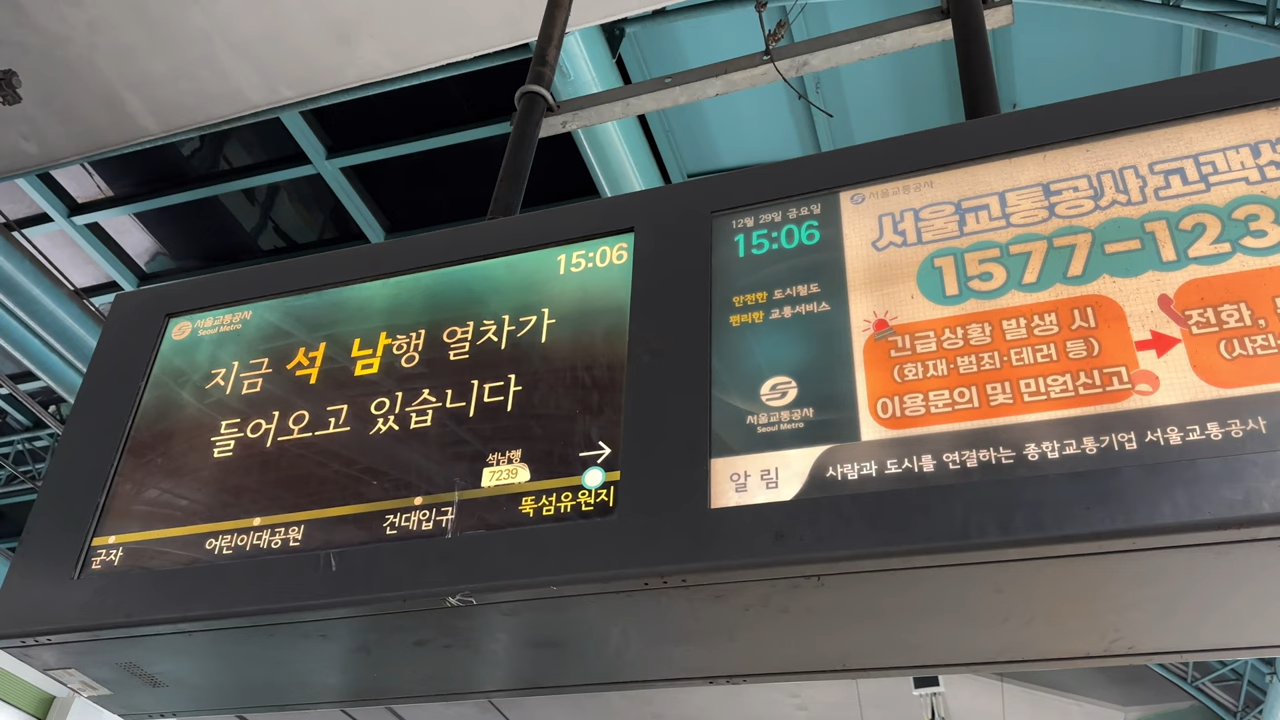 15:06
서울교통공사
Seoul Metro
지금 석 남행 열차가
들어오고 있습니다
석남행
7239
군자
어린이대공원
건대입구
뚝섬유원지
12월 29일 금요일
15:06
안전한 도시철도
편리한 교통서비스
서울교통공사
Seoul Metro
서울교통공사
서울교통공사 고객센
1577-123
긴급상황 발생 시
(화재·범죄·테러 등)
이용문의 및 민원신고
전화,
(사진
알림
사람과 도시를 연결하는 종합교통기업 서울교통공사